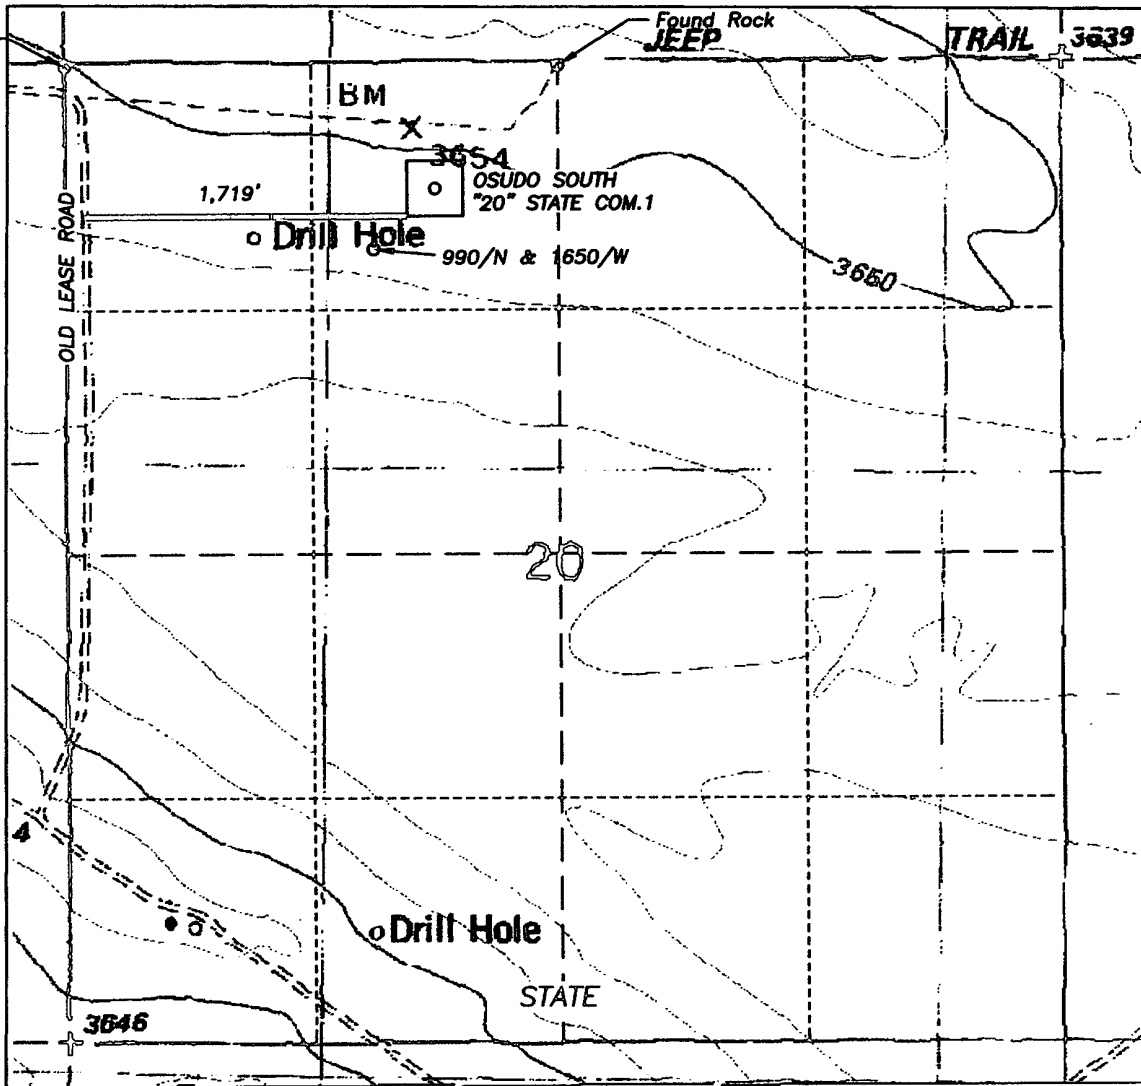 Found Rock
JEEP TRAIL 3639
BM
3654
OSUDO SOUTH
"20" STATE COM.1
1,719'
Drill Hole
990/N & 1650/W
OLD LEASE ROAD
3660
20
4
Drill Hole
STATE
3646